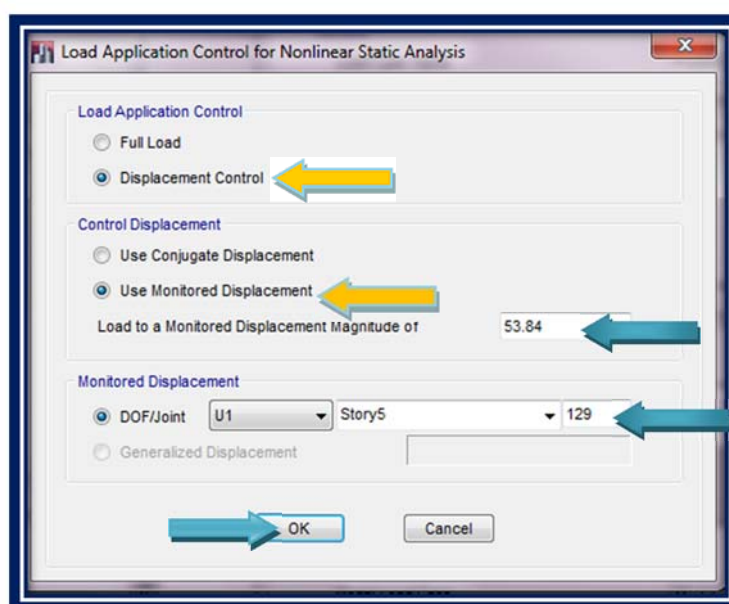 Load Application Control for Nonlinear Static Analysis
Load Application Control
Full Load
Displacement Control
Control Displacement
Use Conjugate Displacement
Use Monitored Displacement
Load to a Monitored Displacement Magnitude of 53.84
Monitored Displacement
DOF/Joint U1 Story5 129
Generalized Displacement
OK Cancel